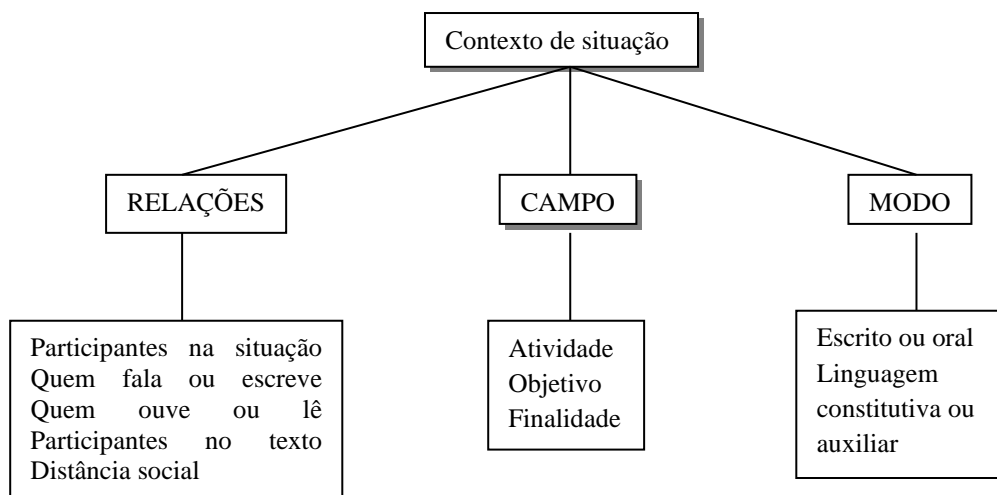 Contexto de situação
RELAÇÕES
CAMPO
MODO
Participantes na situação
Quem fala ou escreve
Quem ouve ou lê
Participantes no texto
Distância social
Atividade
Objetivo
Finalidade
Escrito ou oral
Linguagem
constitutiva ou
auxiliar